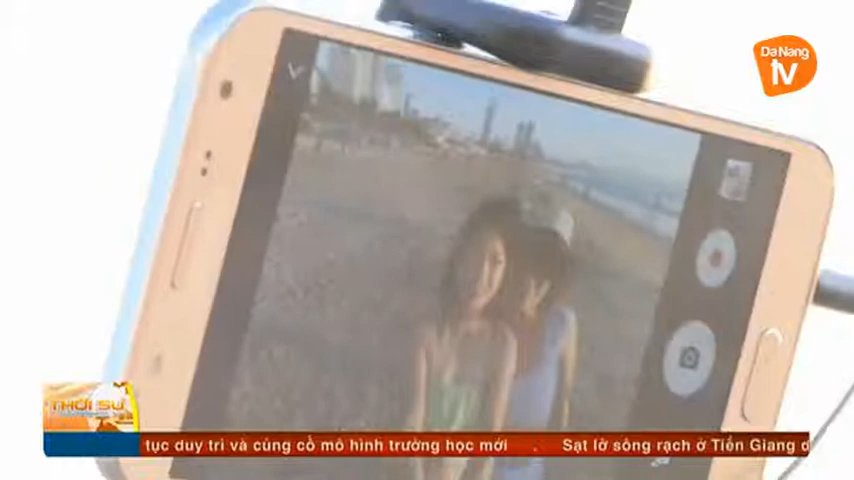 Da Nang
tv
THỜI SỰ
tục duy trì và củng cố mô hình trường học mới . Sạt lở sông rạch ở Tiền Giang